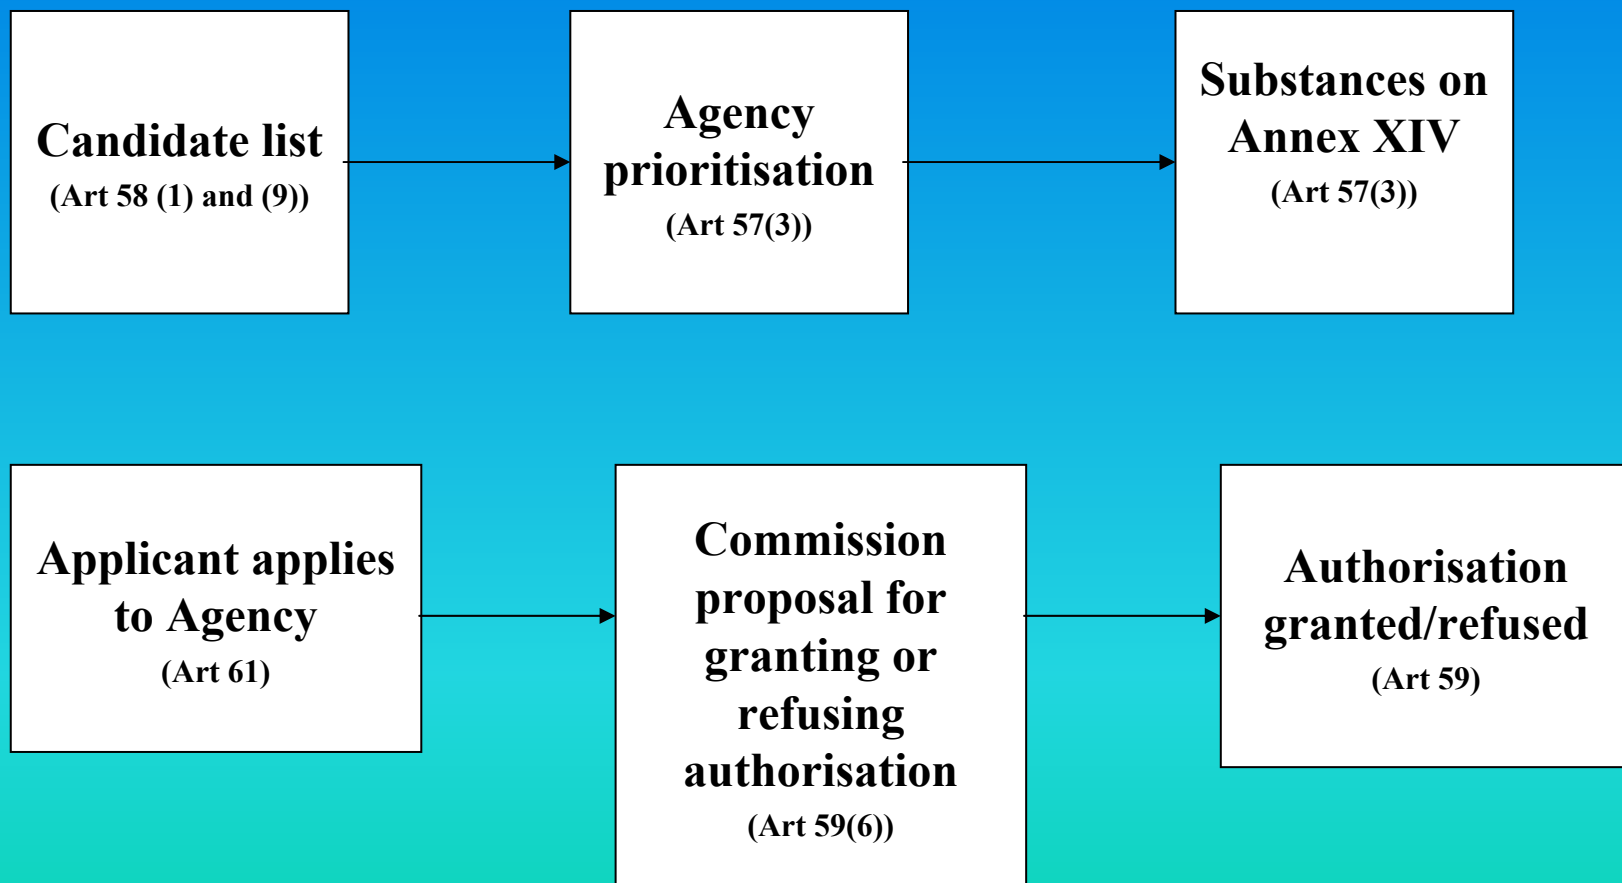 Candidate list
(Art 58 (1) and (9))
Agency
prioritisation
(Art 57(3))
Substances on
Annex XIV
(Art 57(3))
Applicant applies
to Agency
(Art 61)
Commission
proposal for
granting or
refusing
authorisation
(Art 59(6))
Authorisation
granted/refused
(Art 59)